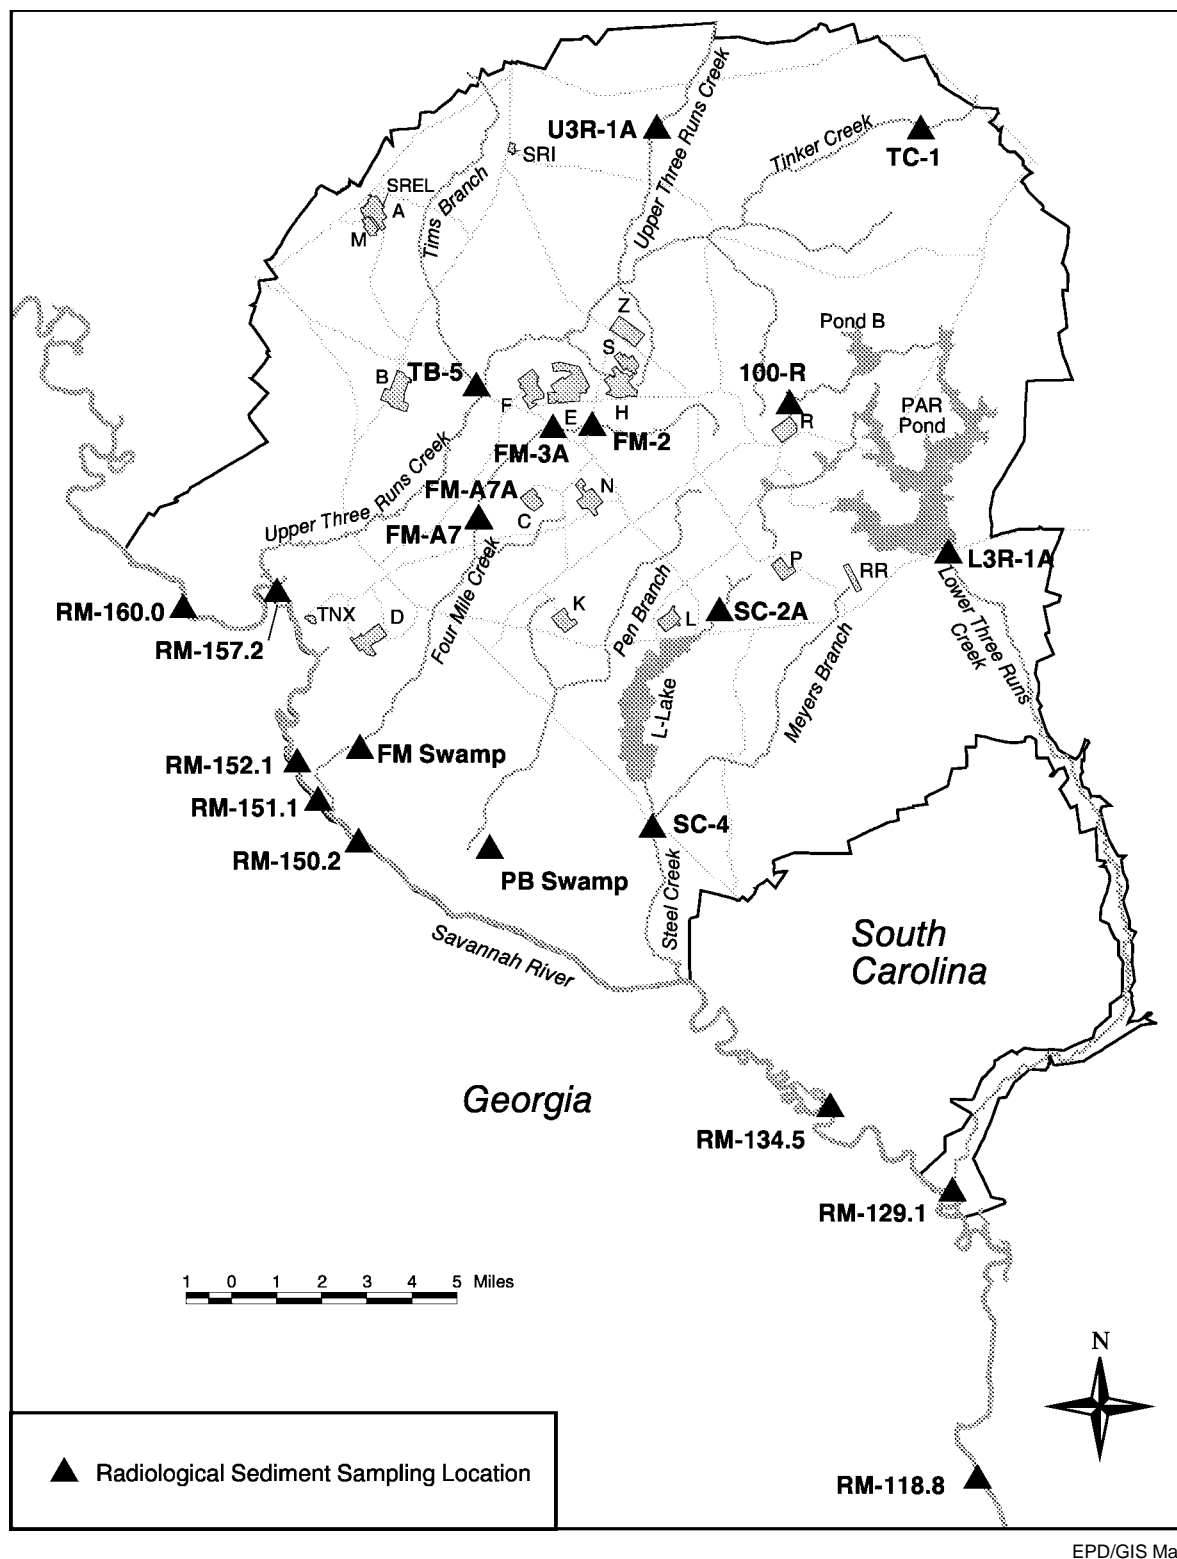 U3R-1A
TC-1
SRI
SREL
A
M
Tims Branch
Upper Three Runs Creek
Tinker Creek
Z
S
Pond B
B
TB-5
F
E
H
100-R
R
PAR
Pond
FM-3A
FM-2
Upper Three Runs Creek
FM-A7A
C
N
FM-A7
P
RR
L3R-1A
RM-160.0
RM-157.2
TNX
D
Four Mile Creek
K
Pen Branch
L
SC-2A
Lower Three Runs
Creek
Meyers Branch
L-Lake
FM Swamp
RM-152.1
RM-151.1
RM-150.2
SC-4
PB Swamp
Steel Creek
Savannah River
South
Carolina
Georgia
RM-134.5
RM-129.1
1 0 1 2 3 4 5 Miles
N
Radiological Sediment Sampling Location
RM-118.8
EPD/GIS Ma